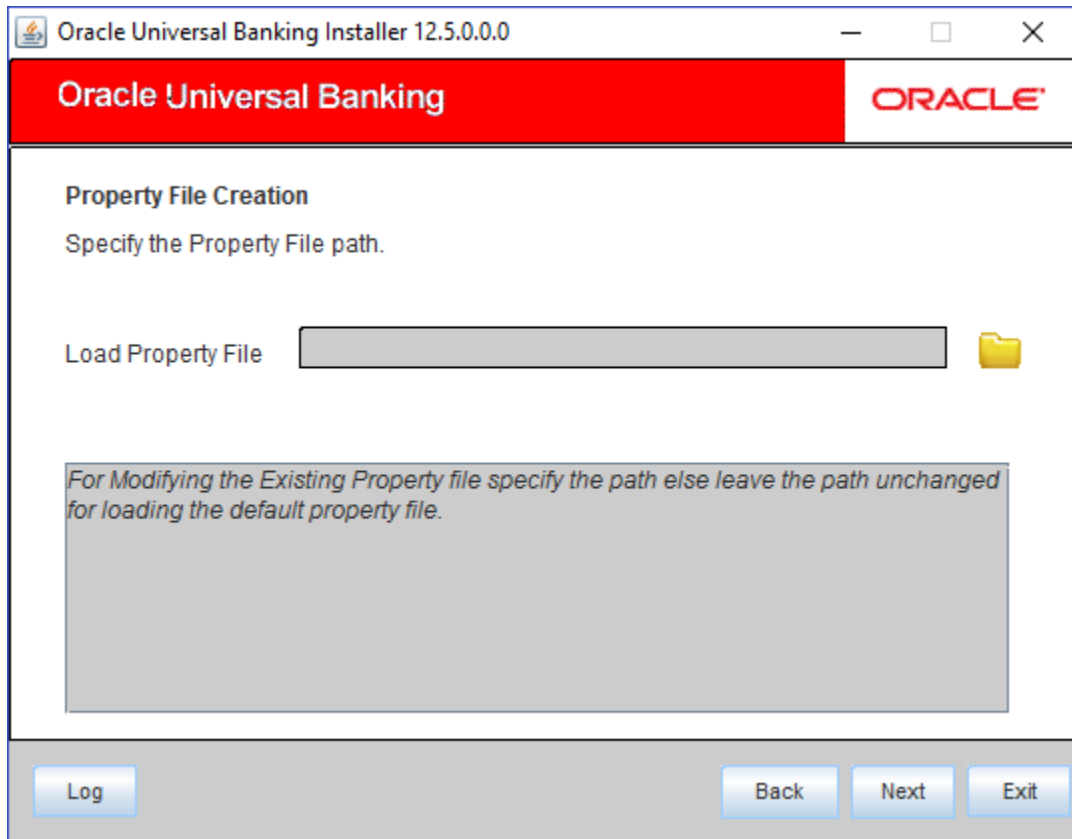 Oracle Universal Banking Installer 12.5.0.0.0
Oracle Universal Banking
ORACLE
Property File Creation
Specify the Property File path.
Load Property File
For Modifying the Existing Property file specify the path else leave the path unchanged
for loading the default property file.
Log
Back
Next
Exit